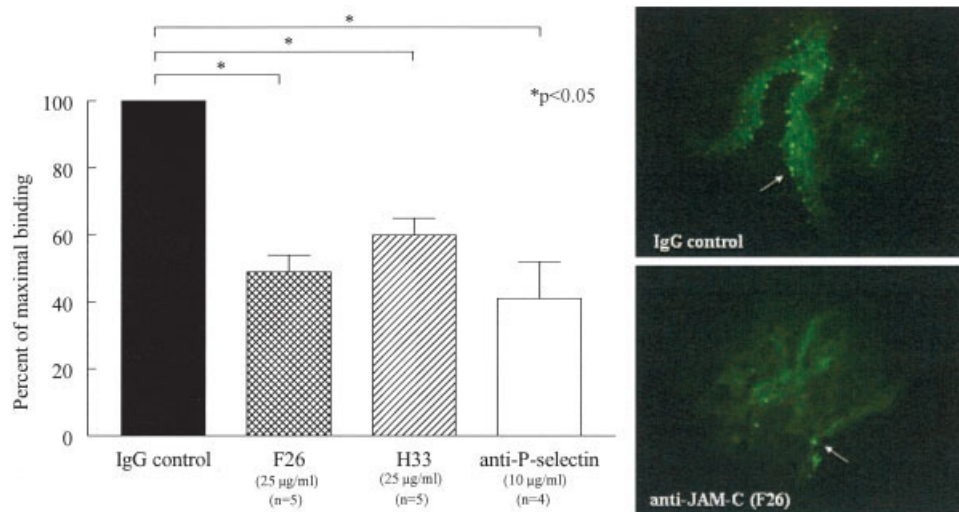 *
*
*
*p<0.05
Percent of maximal binding
100
80
60
40
20
0
IgG control
F26
(25 µg/ml)
(n=5)
H33
(25 µg/ml)
(n=5)
anti-P-selectin
(10 µg/ml)
(n=4)
IgG control
anti-JAM-C (F26)